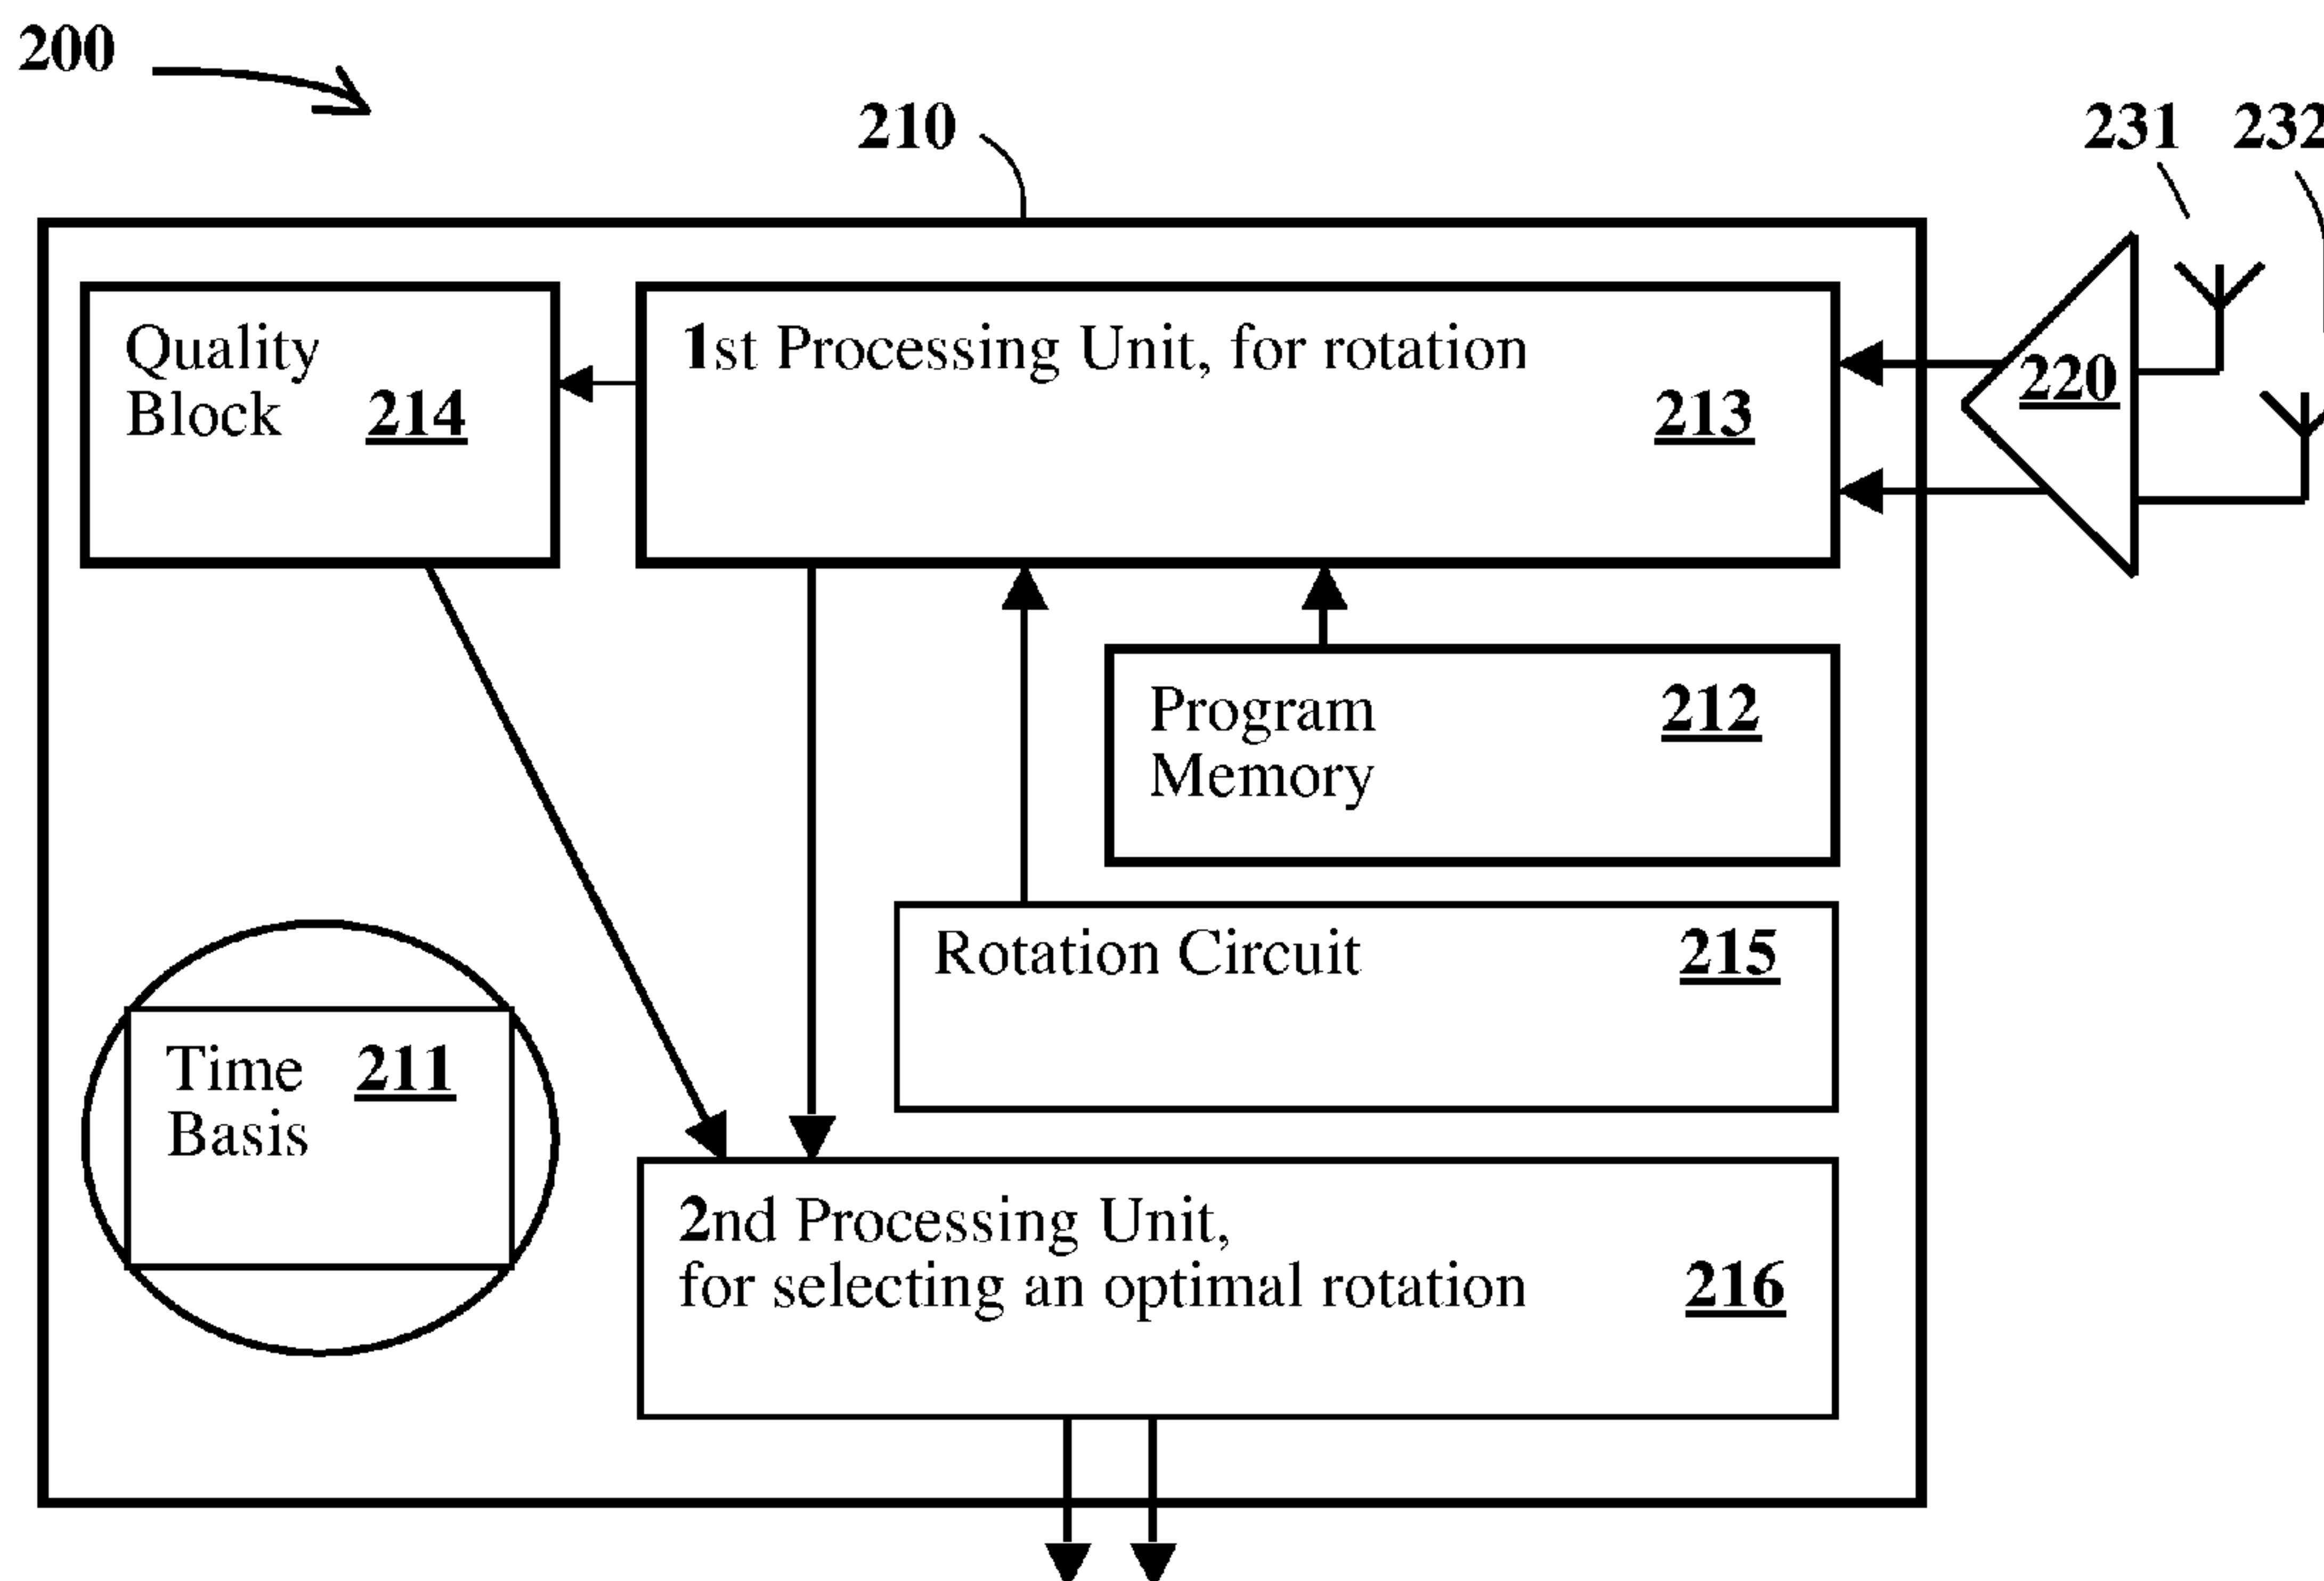 200
210
231 232
Quality
Block 214
1st Processing Unit, for rotation
213
220
Program 212
Memory
Rotation Circuit 215
Time 211
Basis
2nd Processing Unit,
for selecting an optimal rotation 216